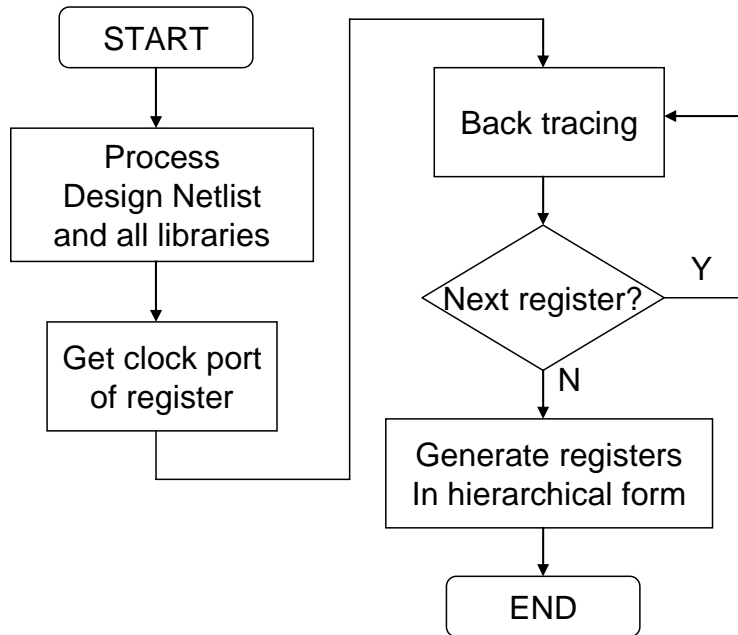 START
Process
Design Netlist
and all libraries
Get clock port
of register
Back tracing
Next register?
Y
N
Generate registers
In hierarchical form
END